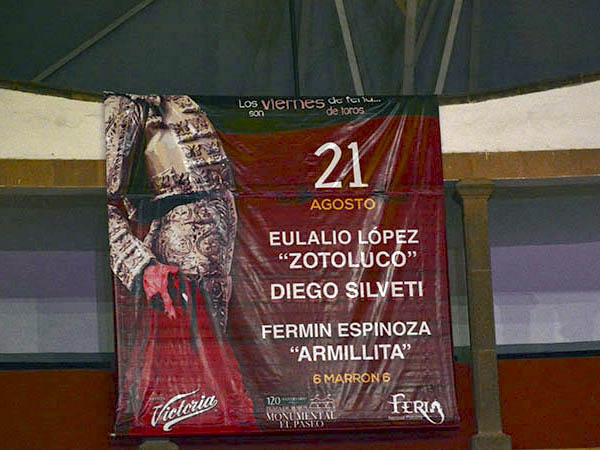 Los viernes de feria...
son de toros
21
AGOSTO
EULALIO LÓPEZ
“ZOTOLUCO”
DIEGO SILVETI
FERMIN ESPINOZA
“ARMILLITA”
6 MARRON 6
Victoria
120 ANIVERSARIO
MONUMENTAL
EL PASEO
FERIA